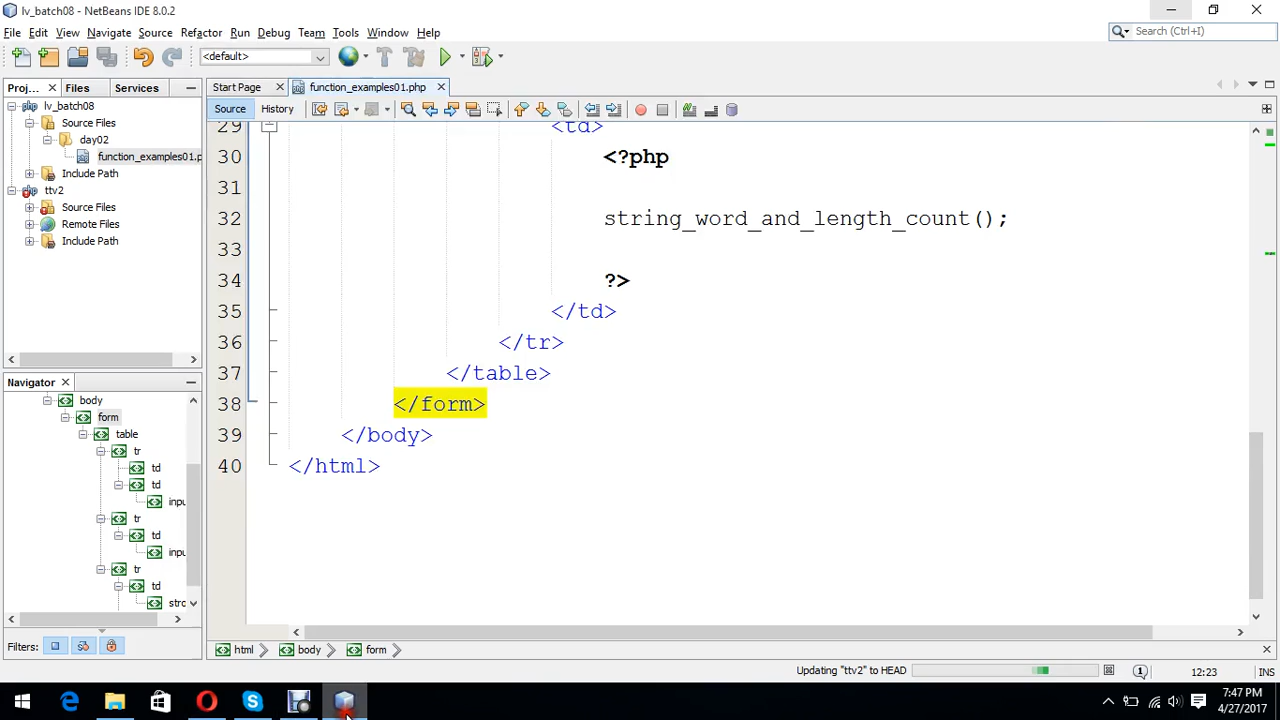 lv_batch08 - NetBeans IDE 8.0.2
File Edit View Navigate Source Refactor Run Debug Team Tools Window Help
Search (Ctrl+I)
<default>
Proj... Files Services
Start Page function_examples01.php
lv_batch08
Source Files
day02
function_examples01.p
Include Path
ttv2
Source Files
Remote Files
Include Path
Source History
29 <td>
30 <?php
31
32 string_word_and_length_count();
33
34 ?>
35 </td>
36 </tr>
37 </table>
38 </form>
39 </body>
40 </html>
Navigator
body
form
table
tr
td
td
inpu
tr
td
inpu
tr
td
strc
Filters:
html body form
Updating "ttv2" to HEAD
1
12:23 INS
7:47 PM
4/27/2017